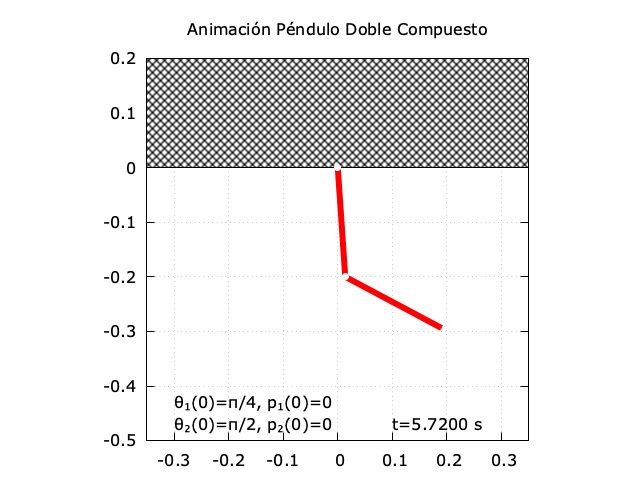 Animación Péndulo Doble Compuesto
0.2
0.1
0
-0.1
-0.2
-0.3
-0.4
-0.5
θ₁(0)=π/4, p₁(0)=0
θ₂(0)=π/2, p₂(0)=0
t=5.7200 s
-0.3 -0.2 -0.1 0 0.1 0.2 0.3